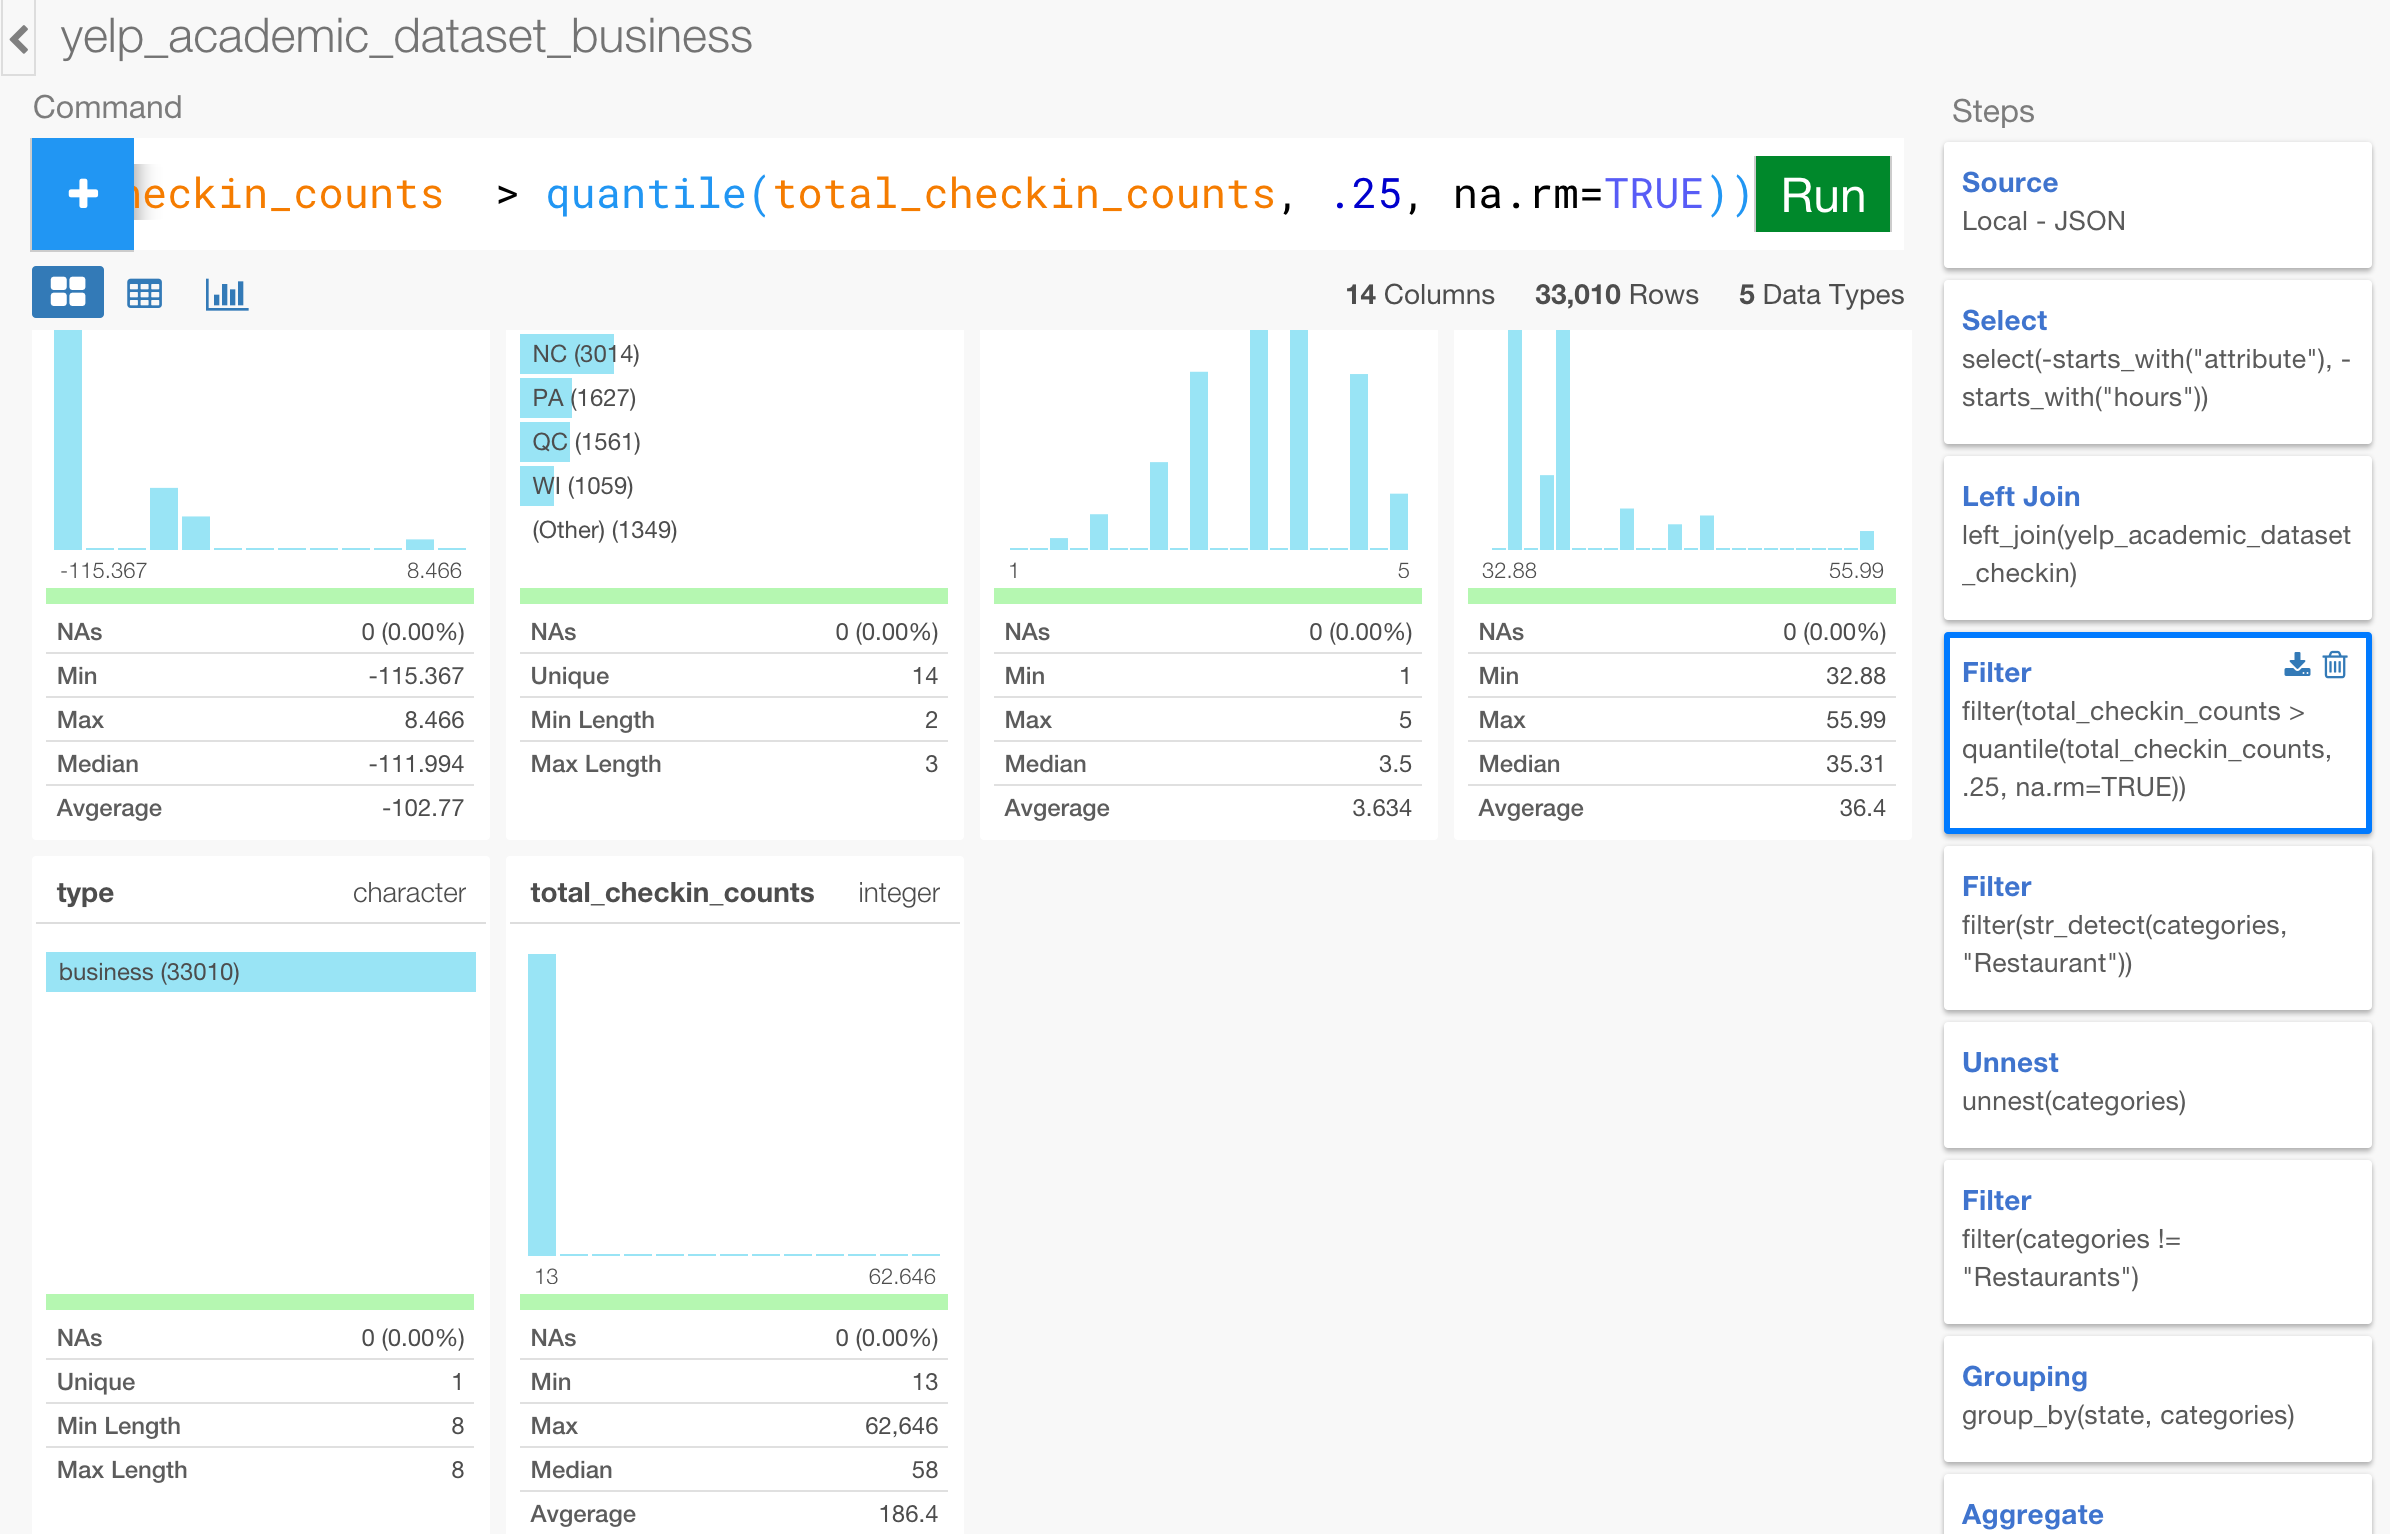 yelp_academic_dataset_business
Command
heckin_counts > quantile(total_checkin_counts, .25, na.rm=TRUE))
Run
14 Columns 33,010 Rows 5 Data Types
-115.367 8.466
NAs 0 (0.00%)
Min -115.367
Max 8.466
Median -111.994
Avgerage -102.77
NC (3014)
PA (1627)
QC (1561)
WI (1059)
(Other) (1349)
NAs 0 (0.00%)
Unique 14
Min Length 2
Max Length 3
1 5
NAs 0 (0.00%)
Min 1
Max 5
Median 3.5
Avgerage 3.634
32.88 55.99
NAs 0 (0.00%)
Min 32.88
Max 55.99
Median 35.31
Avgerage 36.4
type character
business (33010)
NAs 0 (0.00%)
Unique 1
Min Length 8
Max Length 8
total_checkin_counts integer
13 62.646
NAs 0 (0.00%)
Min 13
Max 62,646
Median 58
Avgerage 186.4
Steps
Source
Local - JSON
Select
select(-starts_with("attribute"), -
starts_with("hours"))
Left Join
left_join(yelp_academic_dataset
_checkin)
Filter
filter(total_checkin_counts >
quantile(total_checkin_counts,
.25, na.rm=TRUE))
Filter
filter(str_detect(categories,
"Restaurant"))
Unnest
unnest(categories)
Filter
filter(categories !=
"Restaurants")
Grouping
group_by(state, categories)
Aggregate